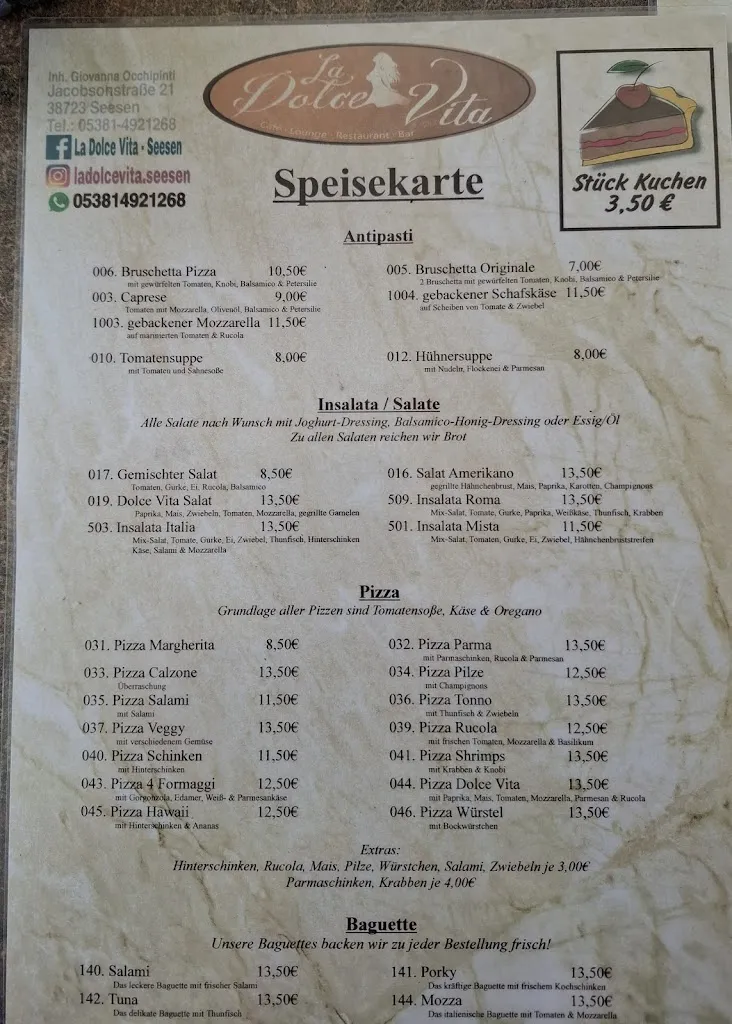 Inh. Giovanna Occhipinti
Jacobsohstraße 21
38723 Seesen
Tel.: 05381-4921268
La Dolce Vita - Seesen
ladolcevita.seesen
053814921268
La
Dolce Vita
Cafe - Lounge - Restaurant - Bar
Stück Kuchen
3,50 €
Speisekarte
Antipasti
006. Bruschetta Pizza 10,50€
mit gewürfelten Tomaten, Knobi, Balsamico & Petersilie
005. Bruschetta Originale 7,00€
2 Bruschetta mit gewürfelten Tomaten, Knobi, Balsamico & Petersilie
003. Caprese 9,00€
Tomaten mit Mozzarella, Olivenöl, Balsamico & Petersilie
1004. gebackener Schafskäse 11,50€
auf Scheiben von Tomate & Zwiebel
1003. gebackener Mozzarella 11,50€
auf marinierten Tomaten & Rucola
010. Tomatensuppe 8,00€
mit Tomaten und Sahnesoße
012. Hühnersuppe 8,00€
mit Nudeln, Flockenei & Parmesan
Insalata / Salate
Alle Salate nach Wunsch mit Joghurt-Dressing, Balsamico-Honig-Dressing oder Essig/Öl
Zu allen Salaten reichen wir Brot
017. Gemischter Salat 8,50€
Tomaten, Gurke, Ei, Rucola, Balsamico
016. Salat Amerikano 13,50€
gegrillte Hähnchenbrust, Mais, Paprika, Karotten, Champignons
019. Dolce Vita Salat 13,50€
Paprika, Mais, Zwiebeln, Tomaten, Mozzarella, gegrillte Garnelen
509. Insalata Roma 13,50€
Mix-Salat, Tomate, Gurke, Paprika, Weißkäse, Thunfisch, Krabben
503. Insalata Italia 13,50€
Mix-Salat, Tomate, Gurke, Ei, Zwiebel, Thunfisch, Hinterschinken
Käse, Salami & Mozzarella
501. Insalata Mista 11,50€
Mix-Salat, Tomaten, Gurke, Ei, Zwiebel, Hähnchenbruststreifen
Pizza
Grundlage aller Pizzen sind Tomatensoße, Käse & Oregano
031. Pizza Margherita 8,50€
032. Pizza Parma 13,50€
mit Parmaschinken, Rucola & Parmesan
033. Pizza Calzone 13,50€
Überraschung
034. Pizza Pilze 12,50€
mit Champignons
035. Pizza Salami 11,50€
mit Salami
036. Pizza Tonno 13,50€
mit Thunfisch & Zwiebeln
037. Pizza Veggy 13,50€
mit verschiedenem Gemüse
039. Pizza Rucola 12,50€
mit frischen Tomaten, Mozzarella & Basilikum
040. Pizza Schinken 11,50€
mit Hinterschinken
041. Pizza Shrimps 13,50€
mit Krabben & Knobi
043. Pizza 4 Formaggi 12,50€
mit Gorgonzola, Edamer, Weiß- & Parmesankäse
044. Pizza Dolce Vita 13,50€
mit Paprika, Mais, Tomaten, Mozzarella, Parmesan & Rucola
045. Pizza Hawaii 12,50€
mit Hinterschinken & Ananas
046. Pizza Würstel 13,50€
mit Bockwürstchen
Extras:
Hinterschinken, Rucola, Mais, Pilze, Würstchen, Salami, Zwiebeln je 3,00€
Parmaschinken, Krabben je 4,00€
Baguette
Unsere Baguettes backen wir zu jeder Bestellung frisch!
140. Salami 13,50€
Das leckere Baguette mit frischer Salami
141. Porky 13,50€
Das kräftige Baguette mit frischem Kochschinken
142. Tuna 13,50€
Das delikate Baguette mit Thunfisch
144. Mozza 13,50€
Das italienische Baguette mit Tomaten & Mozzarella